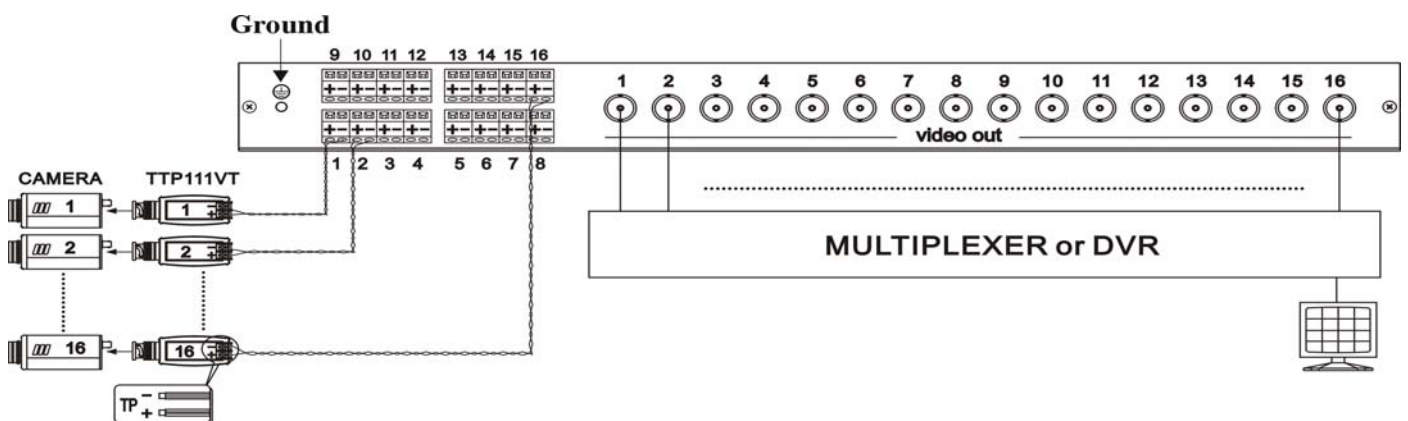 Ground
9 10 11 12 13 14 15 16
+ - + - + - + - + - + - + - + -
+ - + - + - + - + - + - + - + -
1 2 3 4 5 6 7 8
1 2 3 4 5 6 7 8 9 10 11 12 13 14 15 16
video out
CAMERA TTP111VT
1 1 - +
2 2 - +
16 16 - +
TP - +
MULTIPLEXER or DVR